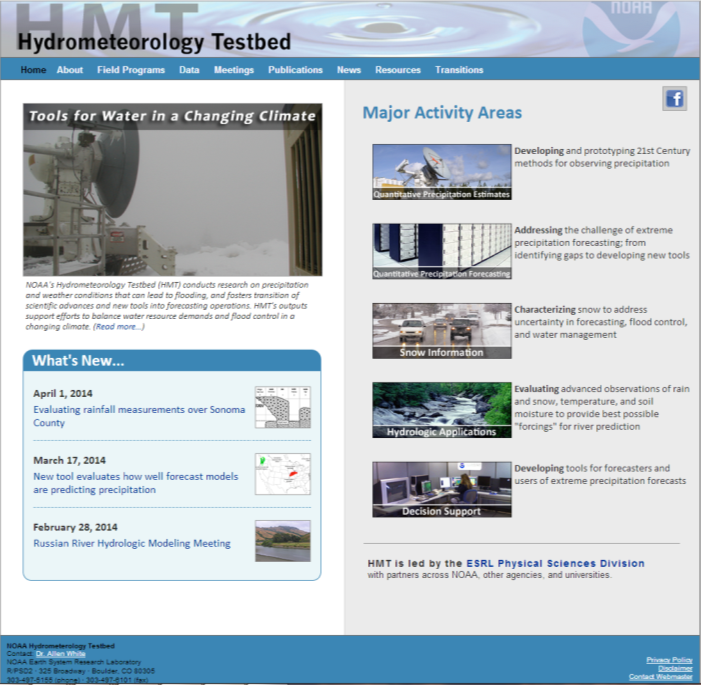 HMT
NOAA
Hydrometeorology Testbed
Home About Field Programs Data Meetings Publications News Resources Transitions
Tools for Water in a Changing Climate
NOAA's Hydrometeorology Testbed (HMT) conducts research on precipitation
and weather conditions that can lead to flooding, and fosters transition of
scientific advances and new tools into forecasting operations. HMT's outputs
support efforts to balance water resource demands and flood control in a
changing climate. (Read more...)
What's New...
April 1, 2014
Evaluating rainfall measurements over Sonoma
County
March 17, 2014
New tool evaluates how well forecast models
are predicting precipitation
February 28, 2014
Russian River Hydrologic Modeling Meeting
f
Major Activity Areas
Quantitative Precipitation Estimates
Developing and prototyping 21st Century
methods for observing precipitation
Quantitative Precipitation Forecasting
Addressing the challenge of extreme
precipitation forecasting; from
identifying gaps to developing new tools
Snow Information
Characterizing snow to address
uncertainty in forecasting, flood control,
and water management
Hydrologic Applications
Evaluating advanced observations of rain
and snow, temperature, and soil
moisture to provide best possible
"forcings" for river prediction
Decision Support
Developing tools for forecasters and
users of extreme precipitation forecasts
HMT is led by the ESRL Physical Sciences Division
with partners across NOAA, other agencies, and universities.
NOAA Hydrometerology Testbed
Contact: Dr. Allen White
NOAA Earth System Research Laboratory
R/PSD2 - 325 Broadway - Boulder, CO 80305
303-497-5155 (phone) - 303-497-6101 (fax)
Privacy Policy
Disclaimer
Contact Webmaster